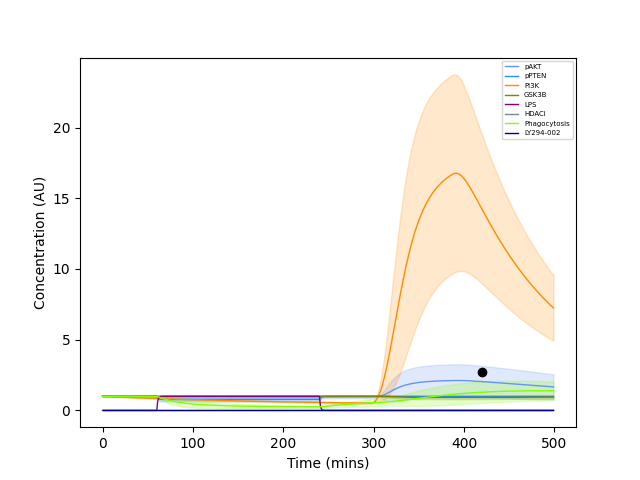 pAKT
pPTEN
PI3K
GSK3B
LPS
HDACi
Phagocytosis
LY294-002
20
15
10
5
0
Concentration (AU)
0 100 200 300 400 500
Time (mins)